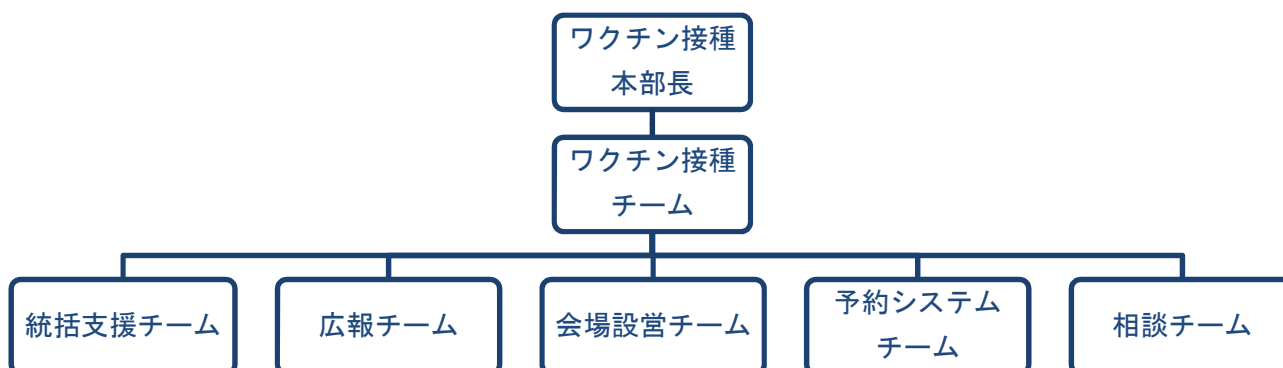 ワクチン接種
本部長
ワクチン接種
チーム
統括支援チーム
広報チーム
会場設営チーム
予約システム
チーム
相談チーム